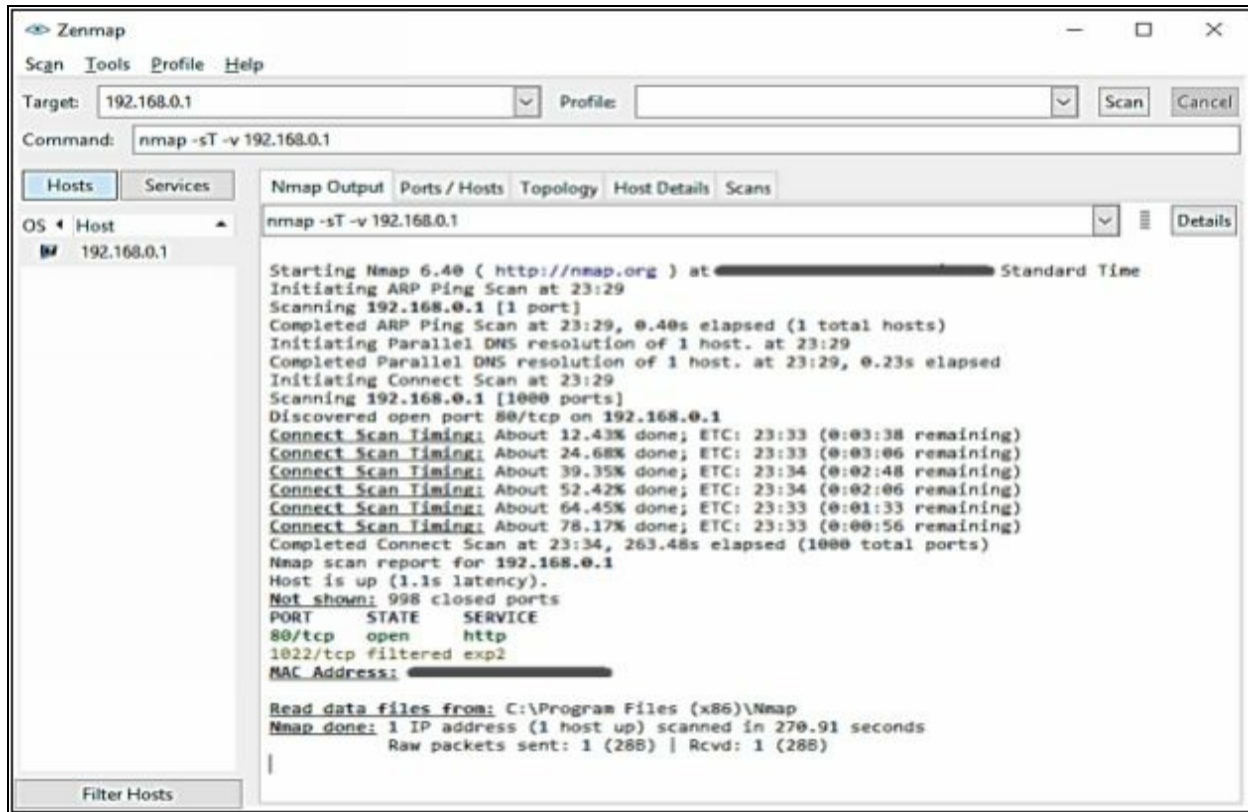 Zenmap
Scan Tools Profile Help
Target: 192.168.0.1 Profile: Scan Cancel
Command: nmap -sT -v 192.168.0.1
Hosts Services
Nmap Output Ports / Hosts Topology Host Details Scans
OS Host
nmap -sT -v 192.168.0.1 Details
192.168.0.1
Starting Nmap 6.40 ( http://nmap.org ) at Standard Time
Initiating ARP Ping Scan at 23:29
Scanning 192.168.0.1 [1 port]
Completed ARP Ping Scan at 23:29, 0.40s elapsed (1 total hosts)
Initiating Parallel DNS resolution of 1 host. at 23:29
Completed Parallel DNS resolution of 1 host. at 23:29, 0.23s elapsed
Initiating Connect Scan at 23:29
Scanning 192.168.0.1 [1000 ports]
Discovered open port 80/tcp on 192.168.0.1
Connect Scan Timing: About 12.43% done; ETC: 23:33 (0:03:38 remaining)
Connect Scan Timing: About 24.68% done; ETC: 23:33 (0:03:06 remaining)
Connect Scan Timing: About 39.35% done; ETC: 23:34 (0:02:48 remaining)
Connect Scan Timing: About 52.42% done; ETC: 23:34 (0:02:06 remaining)
Connect Scan Timing: About 64.45% done; ETC: 23:33 (0:01:33 remaining)
Connect Scan Timing: About 78.17% done; ETC: 23:33 (0:00:56 remaining)
Completed Connect Scan at 23:34, 263.48s elapsed (1000 total ports)
Nmap scan report for 192.168.0.1
Host is up (1.1s latency).
Not shown: 998 closed ports
PORT STATE SERVICE
80/tcp open http
1022/tcp filtered exp2
MAC Address:
Read data files from: C:\Program Files (x86)\Nmap
Nmap done: 1 IP address (1 host up) scanned in 270.91 seconds
Raw packets sent: 1 (28B) | Rcvd: 1 (28B)
Filter Hosts